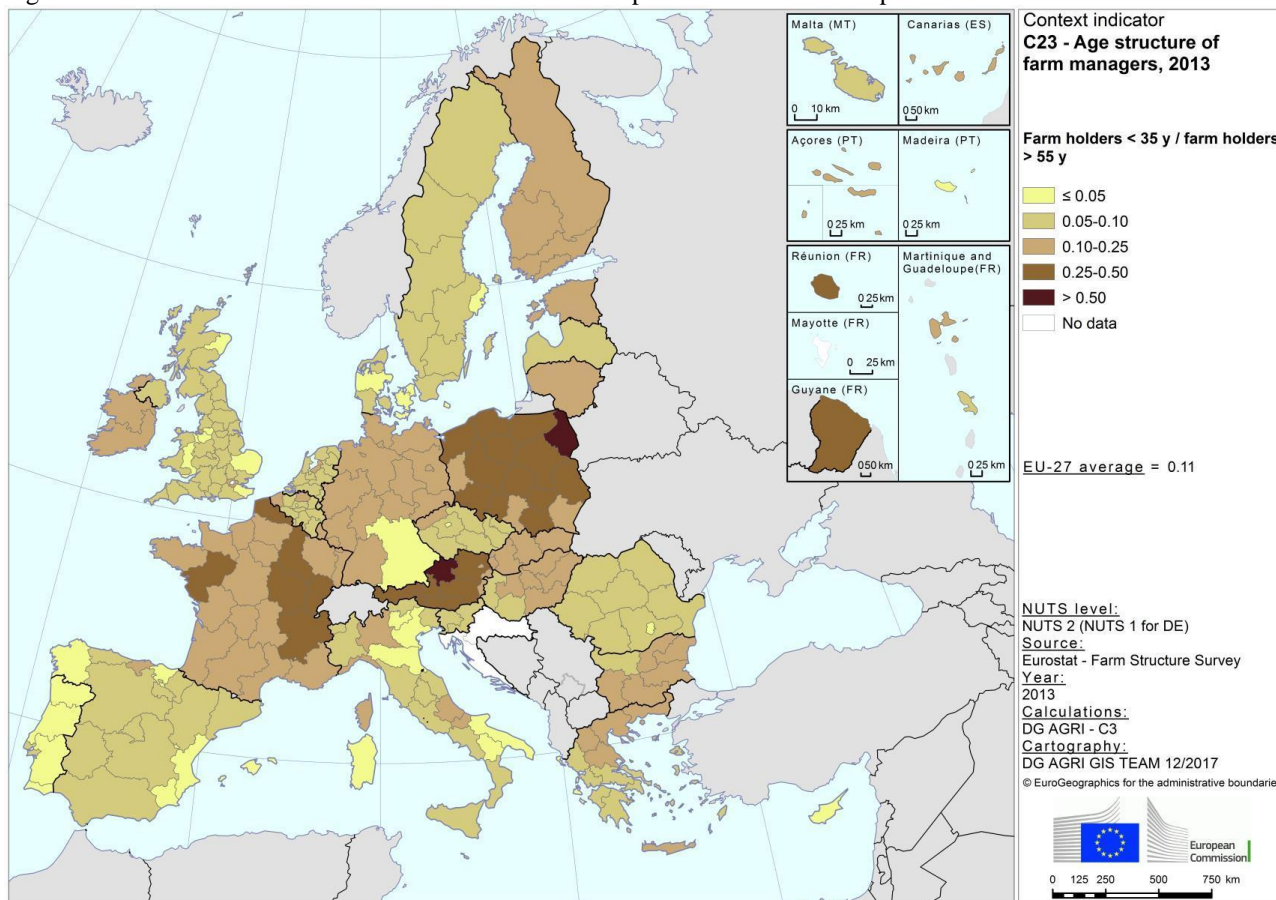 Malta (MT)
0 10 km
Canarias (ES)
0 50 km
Açores (PT)
0 25 km
Madeira (PT)
0 25 km
Réunion (FR)
0 25 km
Martinique and
Guadeloupe(FR)
Mayotte (FR)
0 25 km
Guyane (FR)
0 50 km
0 25 km
Context indicator
C23 - Age structure of
farm managers, 2013
Farm holders < 35 y / farm holders
> 55 y
≤ 0.05
0.05-0.10
0.10-0.25
0.25-0.50
> 0.50
No data
EU-27 average = 0.11
NUTS level:
NUTS 2 (NUTS 1 for DE)
Source:
Eurostat - Farm Structure Survey
Year:
2013
Calculations:
DG AGRI - C3
Cartography:
DG AGRI GIS TEAM 12/2017
© EuroGeographics for the administrative boundarie
European
Commission
0 125 250 500 750 km